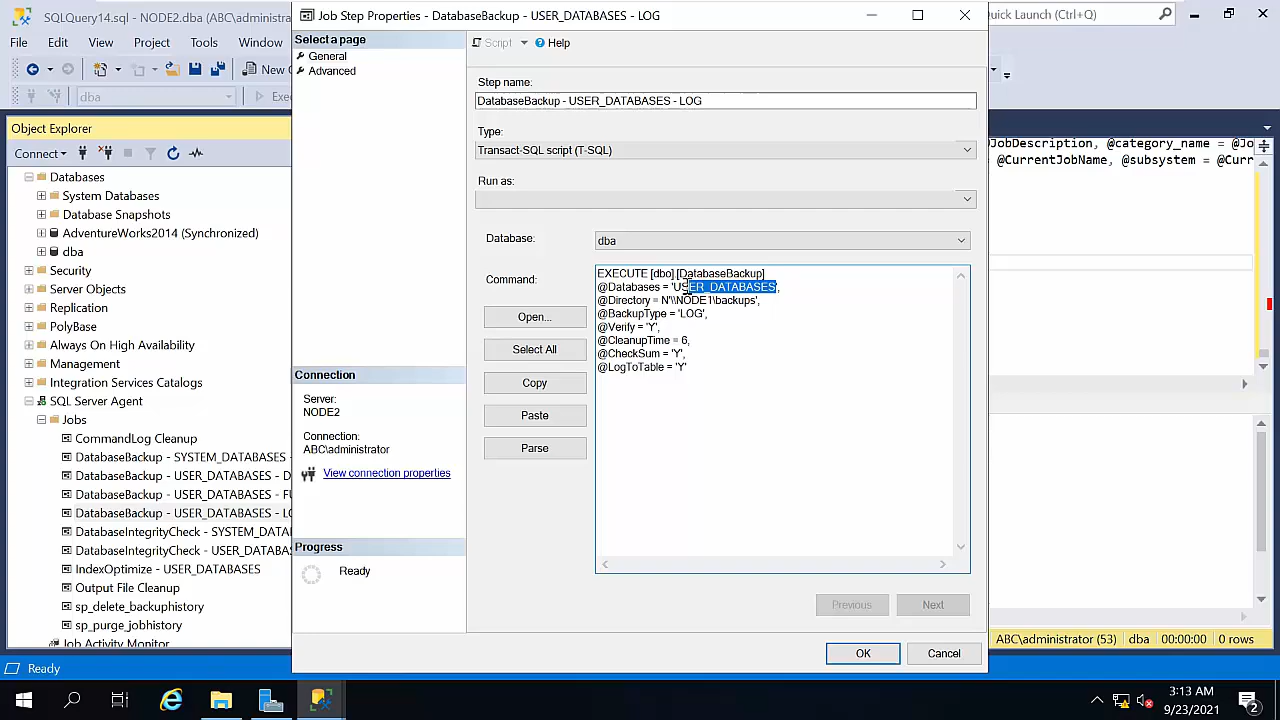 SQLQuery14.sql - NODE2.dba (ABC\admini
Job Step Properties - DatabaseBackup - USER_DATABASES - LOG
Quick Launch (Ctrl+Q)
File Edit View Project Tools Window
New
dba
Exec
Object Explorer
Connect
Databases
System Databases
Database Snapshots
AdventureWorks2014 (Synchronized)
dba
Security
Server Objects
Replication
PolyBase
Always On High Availability
Management
Integration Services Catalogs
SQL Server Agent
Jobs
CommandLog Cleanup
DatabaseBackup - SYSTEM_DATABASES -
DatabaseBackup - USER_DATABASES - D
DatabaseBackup - USER_DATABASES - FU
DatabaseBackup - USER_DATABASES - LO
DatabaseIntegrityCheck - SYSTEM_DATA
DatabaseIntegrityCheck - USER_DATABAS
IndexOptimize - USER_DATABASES
Output File Cleanup
sp_delete_backuphistory
sp_purge_jobhistory
Job Activity Monitor
Select a page
General
Advanced
Connection
Server:
NODE2
Connection:
ABC\administrator
View connection properties
Progress
Ready
Script
Help
Step name:
DatabaseBackup - USER_DATABASES - LOG
Type:
Transact-SQL script (T-SQL)
Run as:
Database:
dba
Command:
EXECUTE [dbo].[DatabaseBackup]
@Databases = 'USER_DATABASES',
@Directory = N'\\NODE1\backups',
@BackupType = 'LOG',
@Verify = 'Y',
@CleanupTime = 6,
@CheckSum = 'Y',
@LogToTable = 'Y'
Open...
Select All
Copy
Paste
Parse
Previous
Next
OK
Cancel
JobDescription, @category_name = @Jo
= @CurrentJobName, @subsystem = @Curr
ABC\administrator (53) dba 00:00:00 0 rows
Ready
3:13 AM
9/23/2021
2